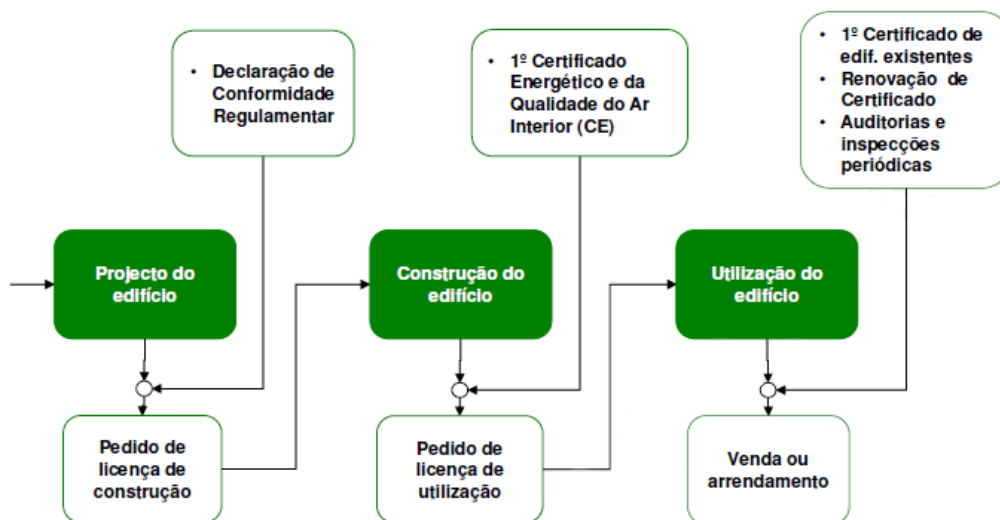 • Declaração de
Conformidade
Regulamentar
• 1º Certificado
Energético e da
Qualidade do Ar
Interior (CE)
• 1º Certificado de
edif. existentes
• Renovação de
Certificado
• Auditorias e
inspecções
periódicas
Projecto do
edifício
Construção do
edifício
Utilização do
edifício
Pedido de
licença de
construção
Pedido de
licença de
utilização
Venda ou
arrendamento